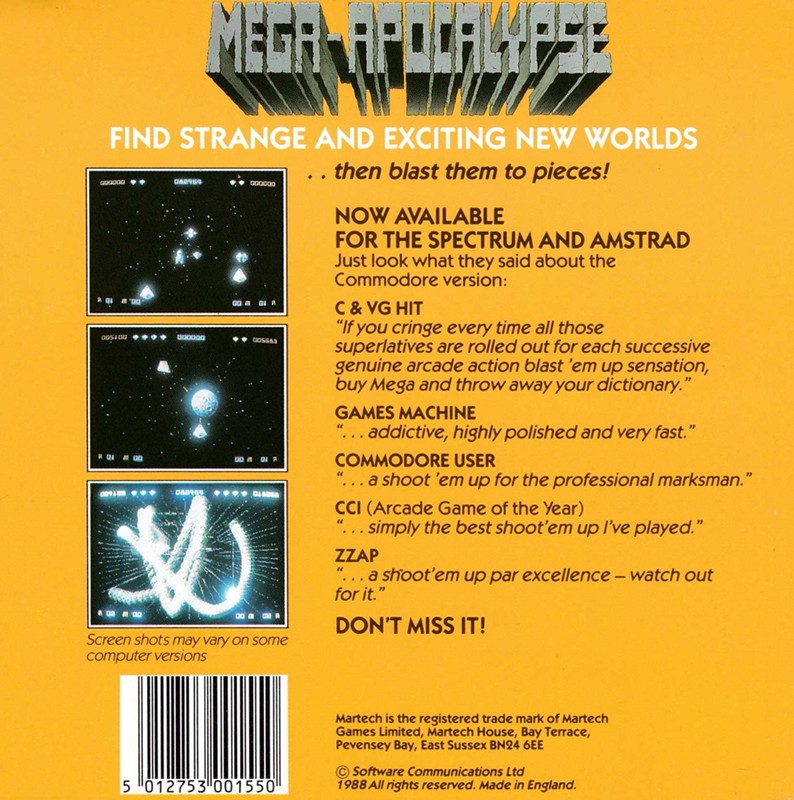 MEGA-APOCALYPSE
FIND STRANGE AND EXCITING NEW WORLDS
. . then blast them to pieces!
NOW AVAILABLE
FOR THE SPECTRUM AND AMSTRAD
Just look what they said about the
Commodore version:
C & VG HIT
“If you cringe every time all those
superlatives are rolled out for each successive
genuine arcade action blast ’em up sensation,
buy Mega and throw away your dictionary.”
GAMES MACHINE
“. . . addictive, highly polished and very fast.”
COMMODORE USER
“. . . a shoot ’em up for the professional marksman.”
CCI (Arcade Game of the Year)
“. . . simply the best shoot’em up I’ve played.”
ZZAP
“. . . a shoot’em up par excellence – watch out
for it.”
DON’T MISS IT!
000000 082459 000000
005100 000000 005683
082459
Screen shots may vary on some
computer versions
5 012753 001550
Martech is the registered trade mark of Martech
Games Limited, Martech House, Bay Terrace,
Pevensey Bay, East Sussex BN24 6EE
© Software Communications Ltd
1988 All rights reserved. Made in England.